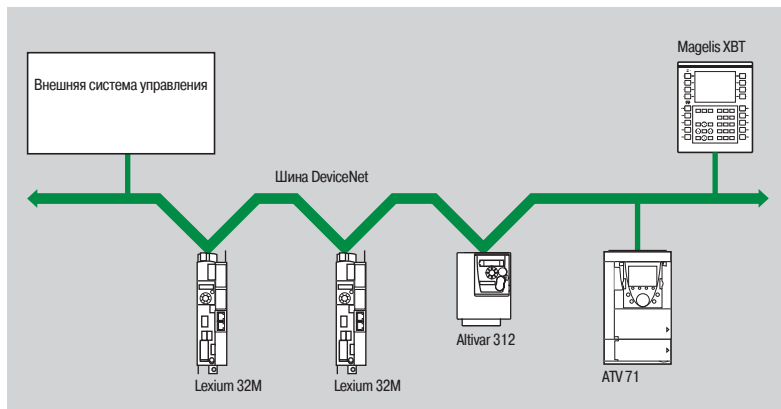 Magelis XBT
Внешняя система управления
Шина DeviceNet
Altivar 312
ATV 71
Lexium 32M
Lexium 32M